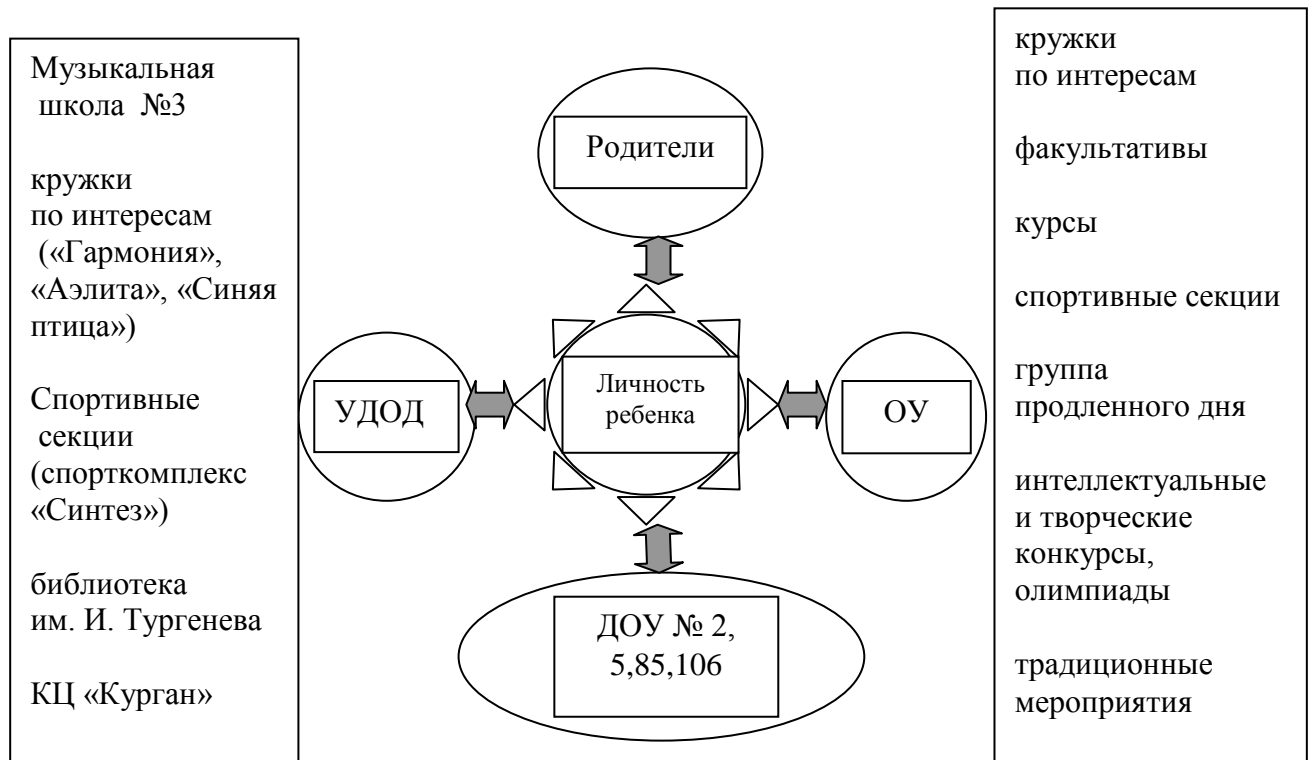 Музыкальная
школа №3
кружки
по интересам
(«Гармония»,
«Аэлита», «Синяя
птица»)
Спортивные
секции
(спорткомплекс
«Синтез»)
библиотека
им. И. Тургенева
КЦ «Курган»
Родители
УДОД
Личность
ребенка
ОУ
ДОУ № 2,
5,85,106
кружки
по интересам
факультативы
курсы
спортивные секции
группа
продленного дня
интеллектуальные
и творческие
конкурсы,
олимпиады
традиционные
мероприятия